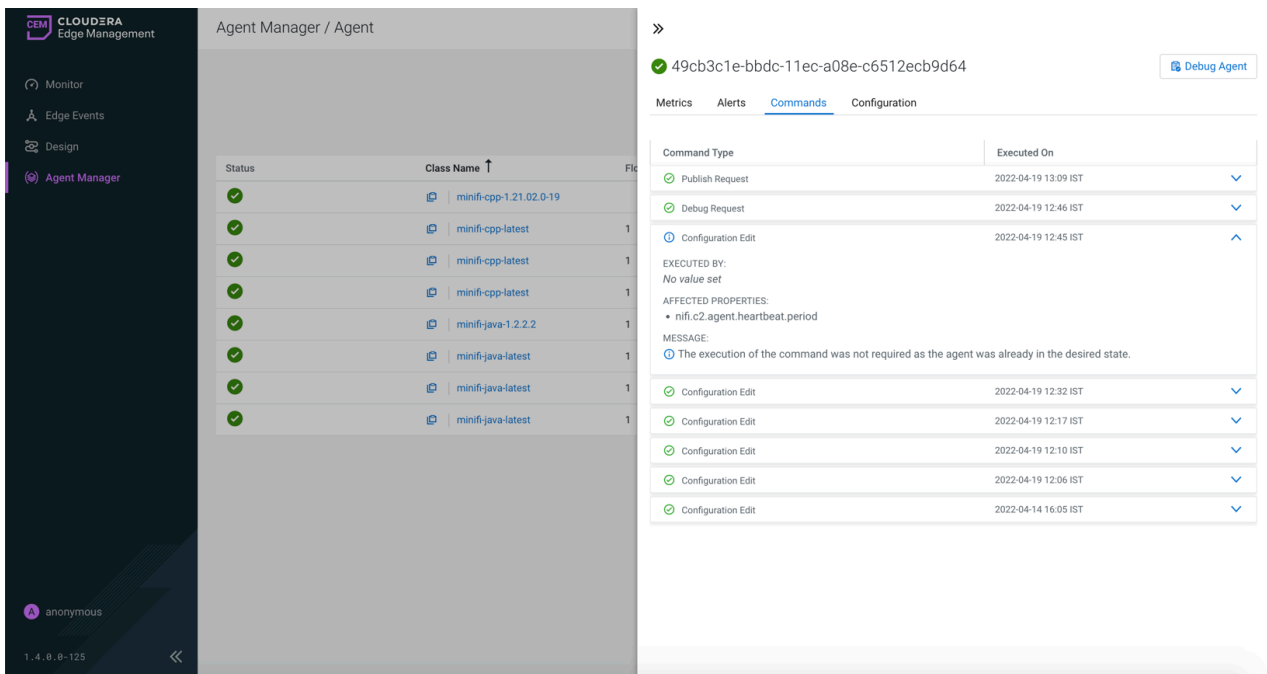 CEM
CLOUDERA
Edge Management
Monitor
Edge Events
Design
Agent Manager
A anonymous
1.4.0.0-125
Agent Manager / Agent
Status Class Name Flo
minifi-cpp-1.21.02.0-19
minifi-cpp-latest 1
minifi-cpp-latest 1
minifi-cpp-latest 1
minifi-java-1.2.2.2 1
minifi-java-latest 1
minifi-java-latest 1
minifi-java-latest 1
49cb3c1e-bbdc-11ec-a08e-c6512ecb9d64 Debug Agent
Metrics Alerts Commands Configuration
Command Type Executed On
Publish Request 2022-04-19 13:09 IST
Debug Request 2022-04-19 12:46 IST
Configuration Edit 2022-04-19 12:45 IST
EXECUTED BY:
No value set
AFFECTED PROPERTIES:
• nifi.c2.agent.heartbeat.period
MESSAGE:
The execution of the command was not required as the agent was already in the desired state.
Configuration Edit 2022-04-19 12:32 IST
Configuration Edit 2022-04-19 12:17 IST
Configuration Edit 2022-04-19 12:10 IST
Configuration Edit 2022-04-19 12:06 IST
Configuration Edit 2022-04-14 16:05 IST